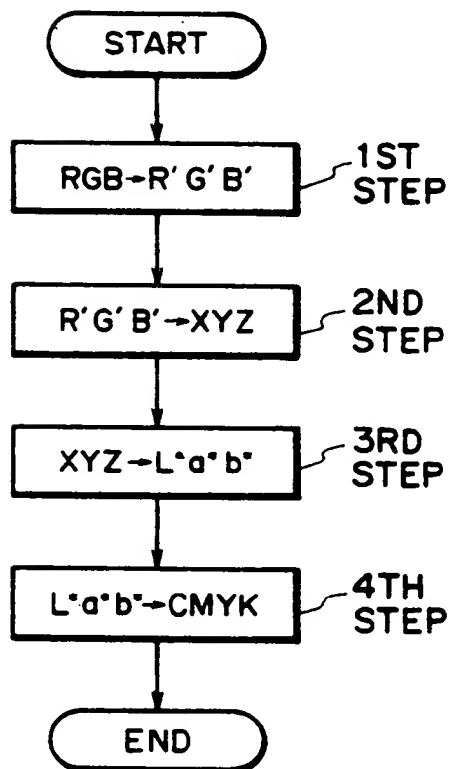 START
RGB→R′G′B′
1ST
STEP
R′G′B′→XYZ
2ND
STEP
XYZ→L*a*b*
3RD
STEP
L*a*b*→CMYK
4TH
STEP
END